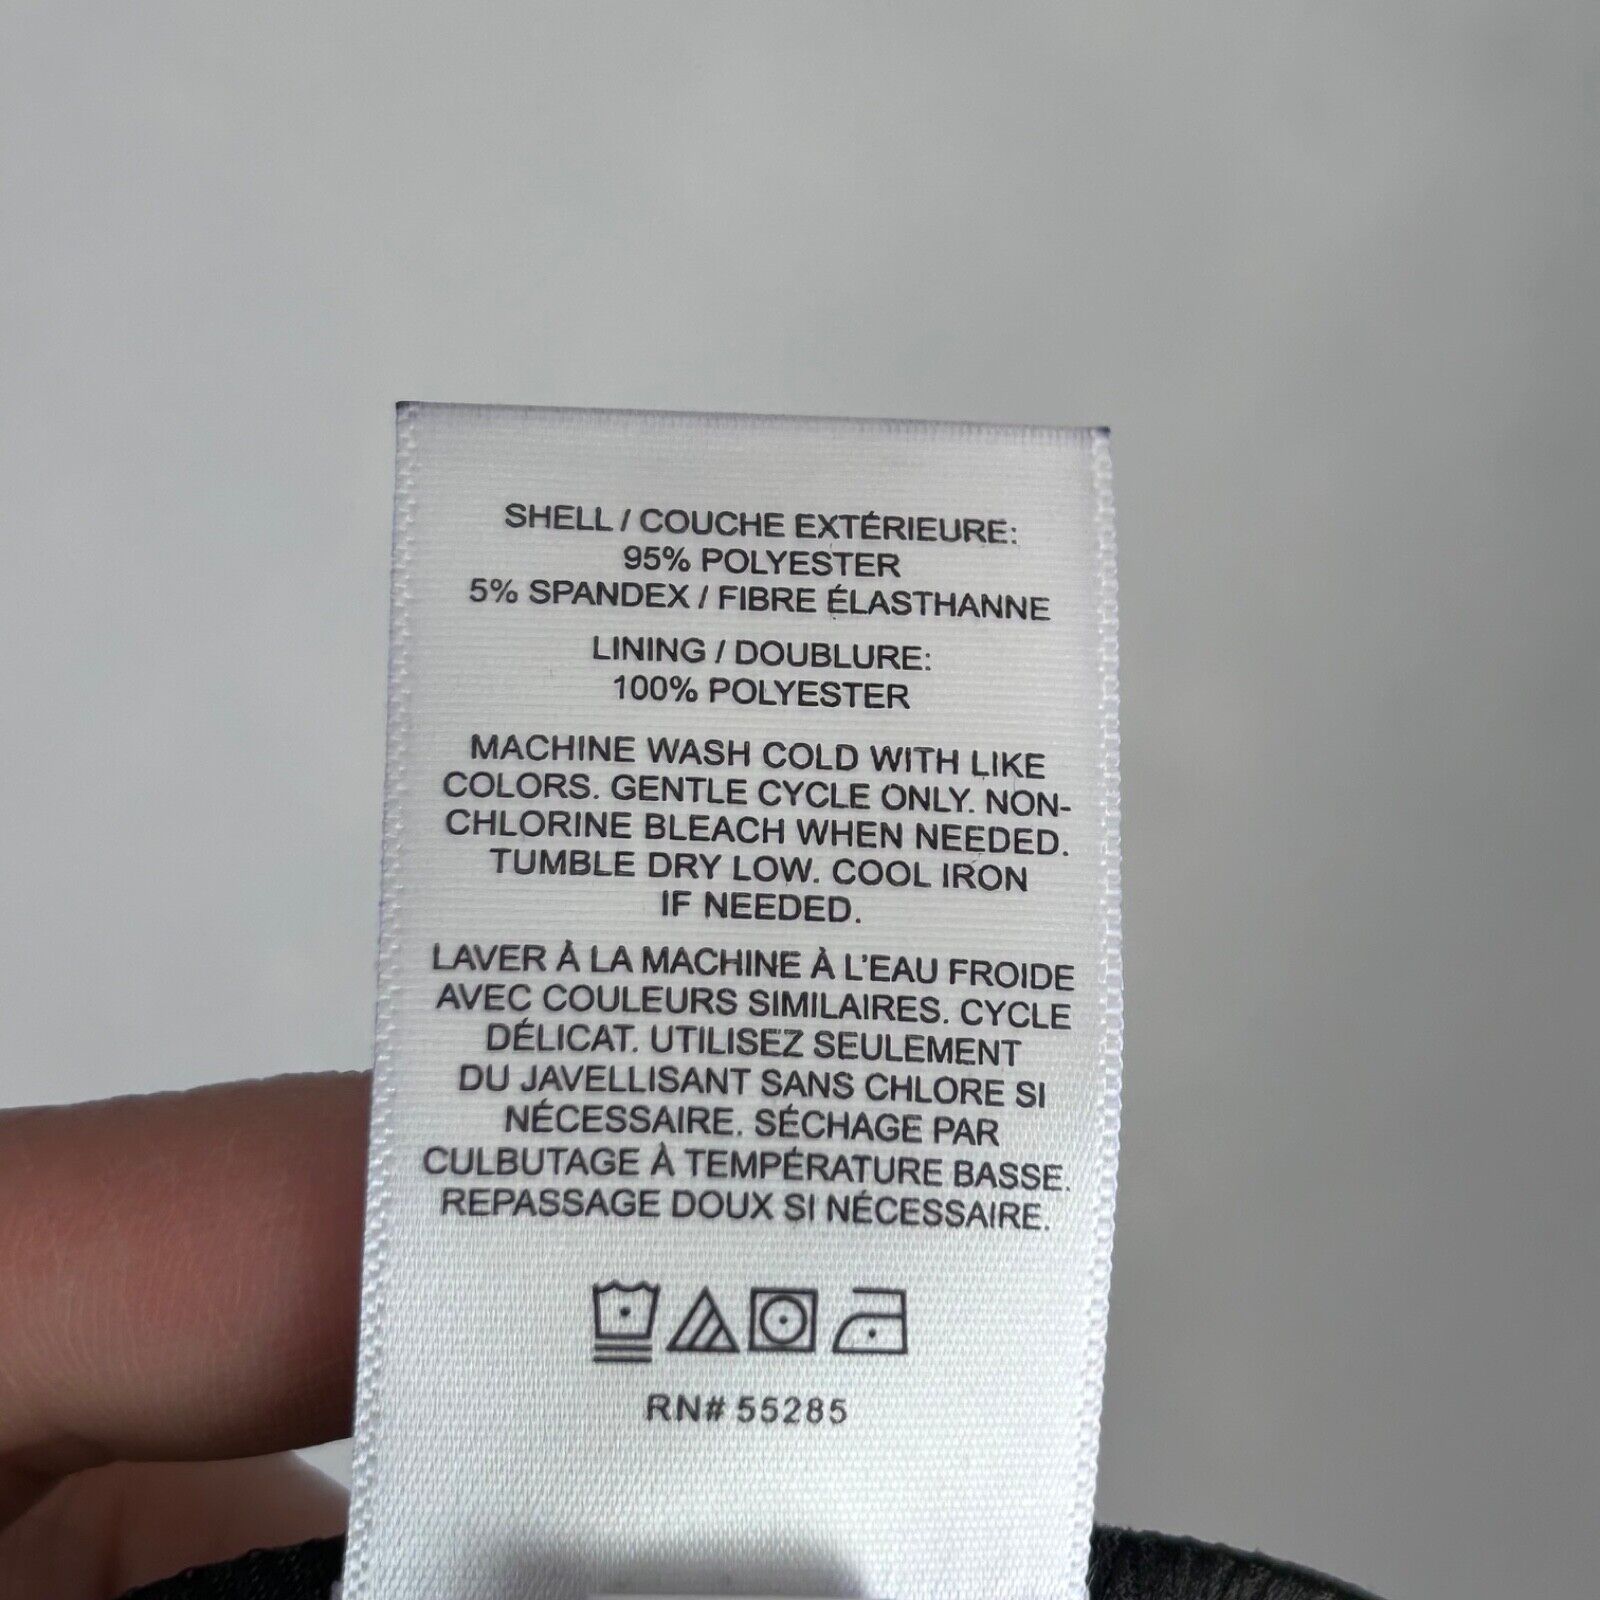 SHELL / COUCHE EXTÉRIEURE:
95% POLYESTER
5% SPANDEX / FIBRE ÉLASTHANNE
LINING / DOUBLURE:
100% POLYESTER
MACHINE WASH COLD WITH LIKE
COLORS. GENTLE CYCLE ONLY. NON-
CHLORINE BLEACH WHEN NEEDED.
TUMBLE DRY LOW. COOL IRON
IF NEEDED.
LAVER À LA MACHINE À L'EAU FROIDE
AVEC COULEURS SIMILAIRES. CYCLE
DÉLICAT. UTILISEZ SEULEMENT
DU JAVELLISANT SANS CHLORE SI
NÉCESSAIRE. SÉCHAGE PAR
CULBUTAGE À TEMPÉRATURE BASSE.
REPASSAGE DOUX SI NÉCESSAIRE.
RN# 55285